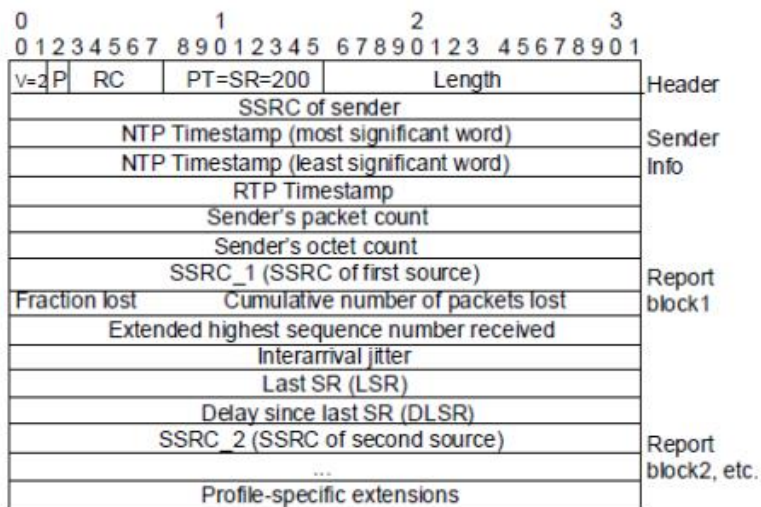 0 1 2 3
0 1 2 3 4 5 6 7 8 9 0 1 2 3 4 5 6 7 8 9 0 1 2 3 4 5 6 7 8 9 0 1
V=2 P RC PT=SR=200 Length Header
SSRC of sender
NTP Timestamp (most significant word) Sender
NTP Timestamp (least significant word) Info
RTP Timestamp
Sender's packet count
Sender's octet count
SSRC_1 (SSRC of first source) Report
Fraction lost Cumulative number of packets lost block1
Extended highest sequence number received
Interarrival jitter
Last SR (LSR)
Delay since last SR (DLSR)
SSRC_2 (SSRC of second source) Report
... block2, etc.
Profile-specific extensions